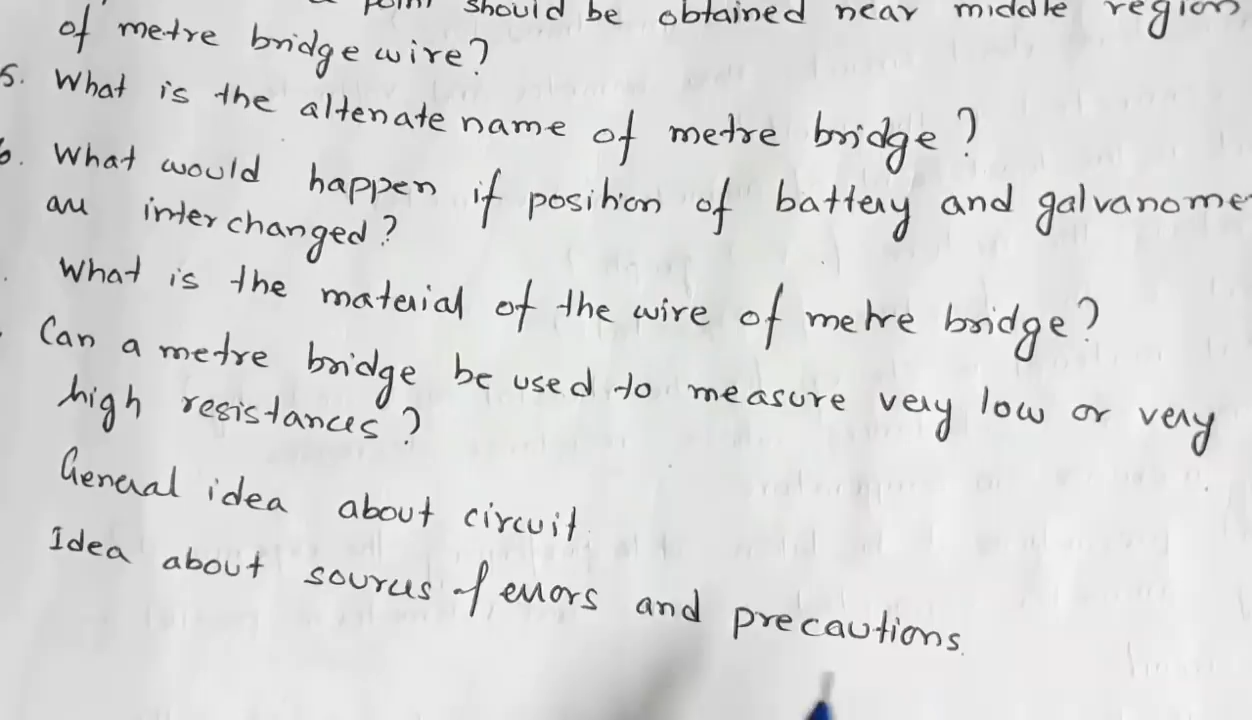 point should be obtained near middle region
of metre bridge wire?
5. What is the altenate name of metre bridge?
6. What would happen if position of battery and galvanome
are interchanged?
What is the material of the wire of metre bridge?
Can a metre bridge be used to measure very low or very
high resistances?
General idea about circuit.
Idea about sources of errors and precautions.